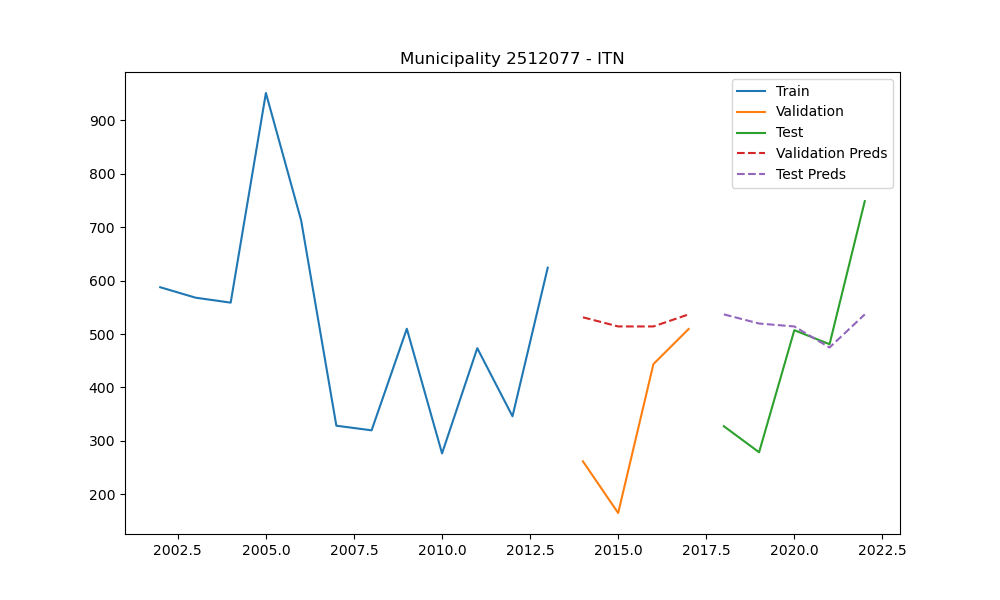 Municipality 2512077 - ITN
Train
Validation
Test
Validation Preds
Test Preds
900
800
700
600
500
400
300
200
2002.5 2005.0 2007.5 2010.0 2012.5 2015.0 2017.5 2020.0 2022.5